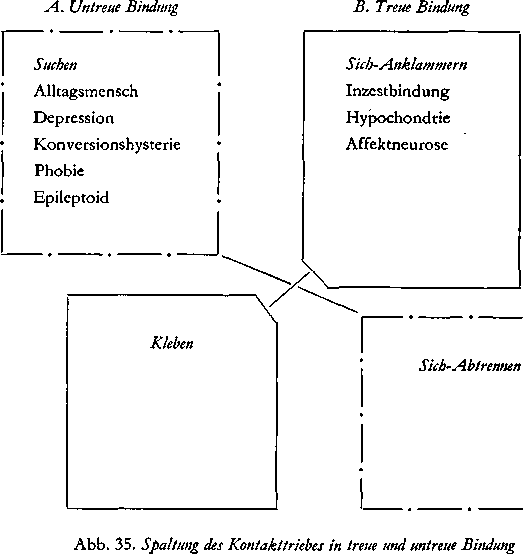 A. Untreue Bindung
B. Treue Bindung
Suchen
Alltagsmensch
Depression
Konversionshysterie
Phobie
Epileptoid
Sich-Anklammern
Inzestbindung
Hypochondrie
Affektneurose
Kleben
Sich-Abtrennen
Abb. 35. Spaltung des Kontakttriebes in treue und untreue Bindung